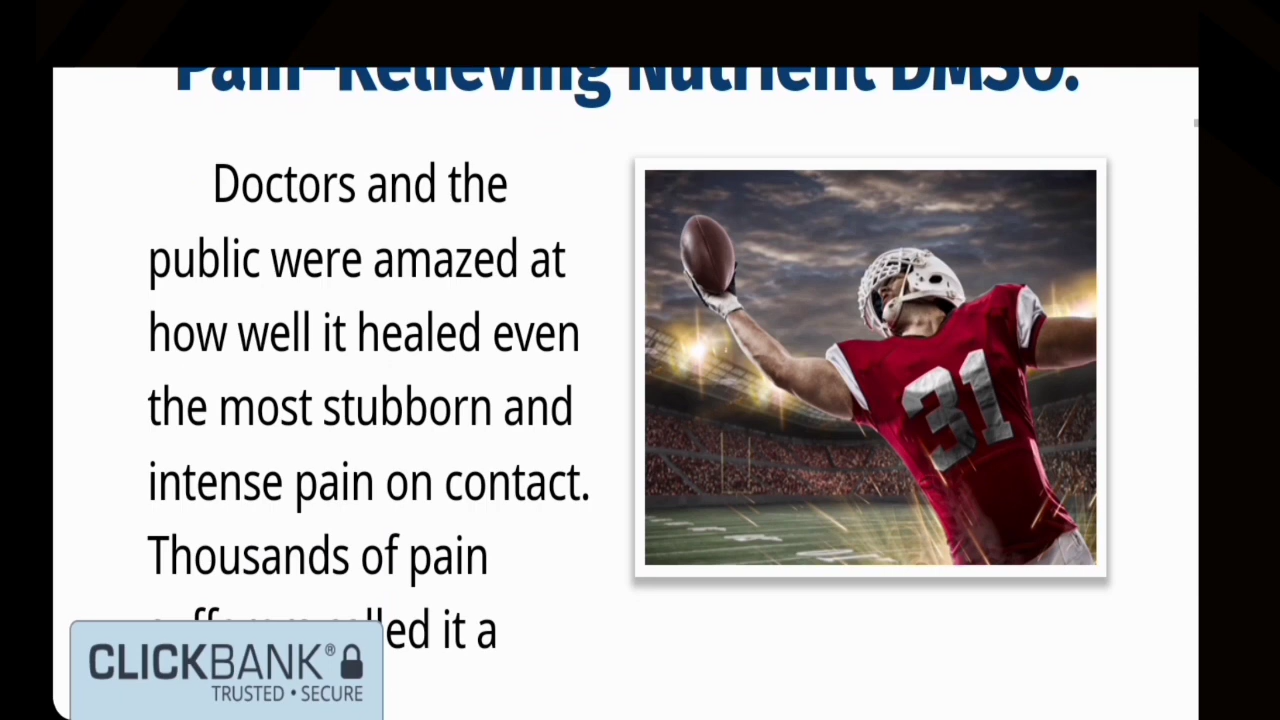 Pain-Relieving Nutrient DMSO.
Doctors and the
public were amazed at
how well it healed even
the most stubborn and
intense pain on contact.
Thousands of pain
called it a
31
CLICKBANK®
TRUSTED • SECURE